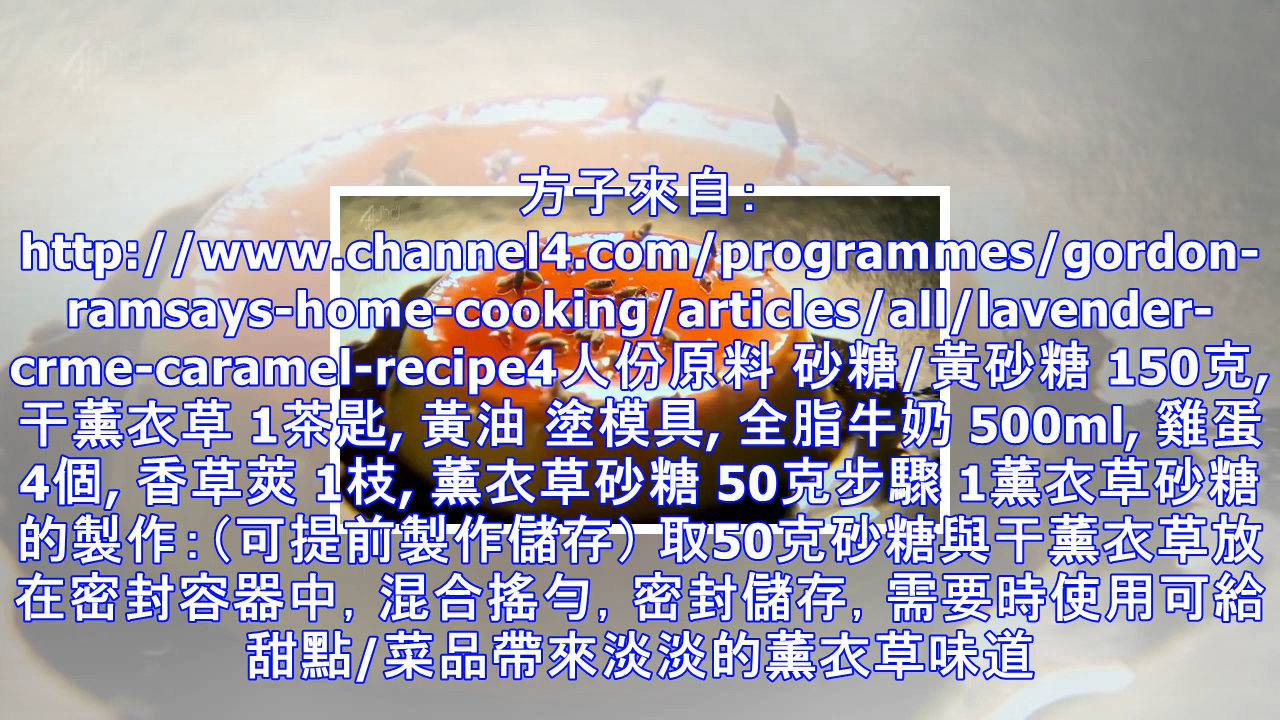 方子來自：
http://www.channel4.com/programmes/gordon-
ramsays-home-cooking/articles/all/lavender-
crme-caramel-recipe4人份原料 砂糖/黃砂糖 150克,
干薰衣草 1茶匙, 黃油 塗模具, 全脂牛奶 500ml, 雞蛋
4個, 香草莢 1枝, 薰衣草砂糖 50克步驟 1薰衣草砂糖
的製作：（可提前製作儲存）取50克砂糖與干薰衣草放
在密封容器中，混合搖勻，密封儲存，需要時使用可給
甜點/菜品帶來淡淡的薰衣草味道